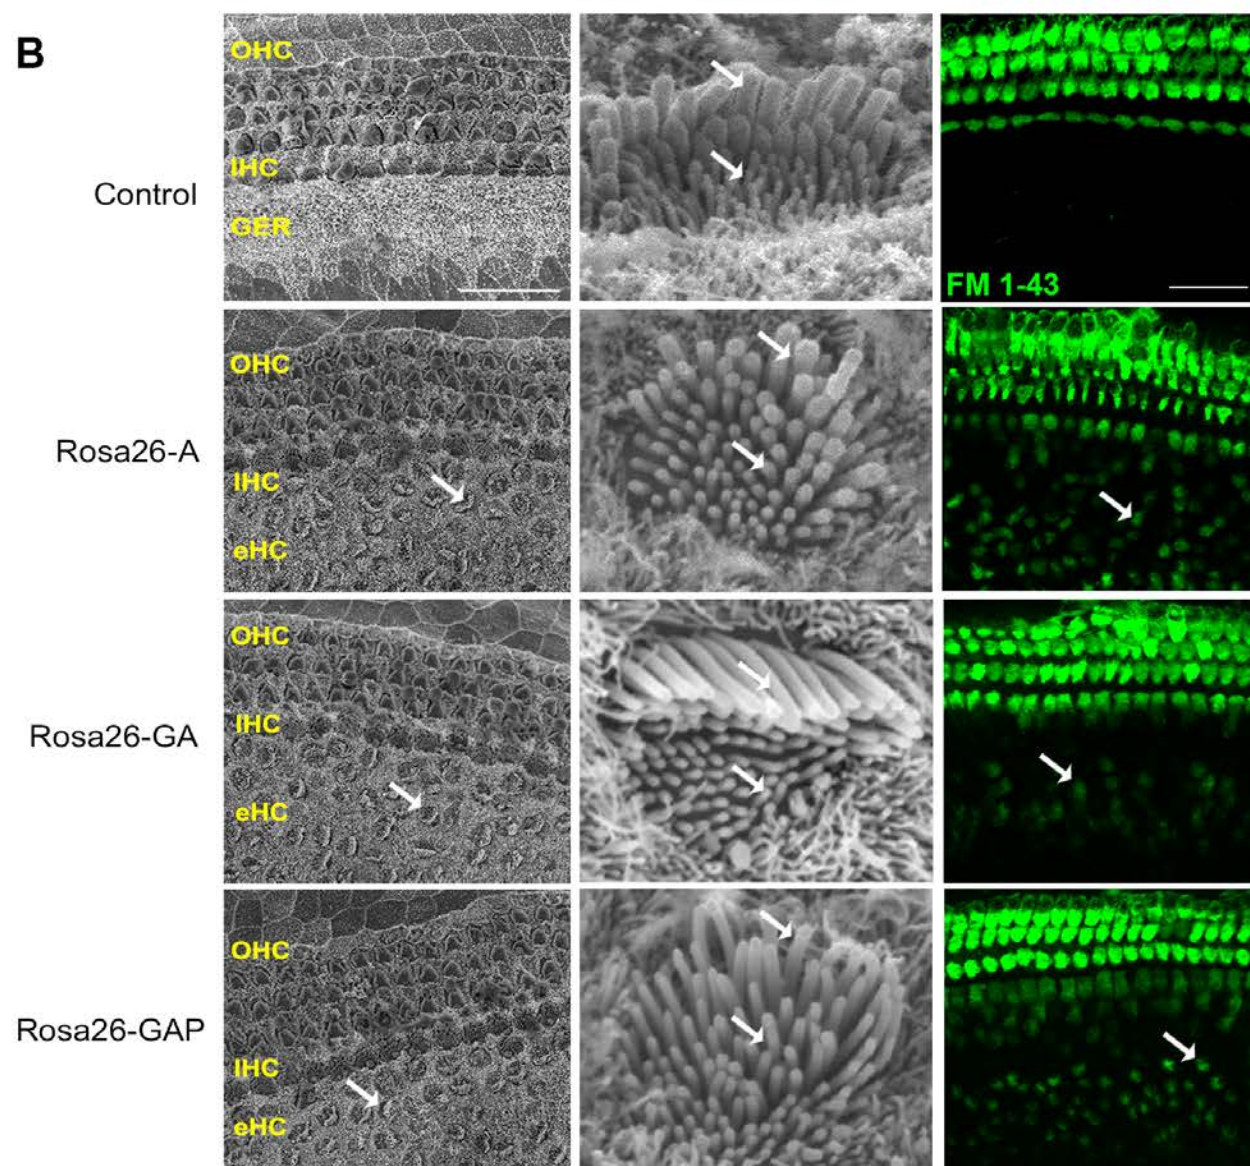 B
OHC
IHC
Control
GER
FM 1-43
OHC
Rosa26-A
IHC
eHC
OHC
IHC
Rosa26-GA
eHC
OHC
Rosa26-GAP
IHC
eHC